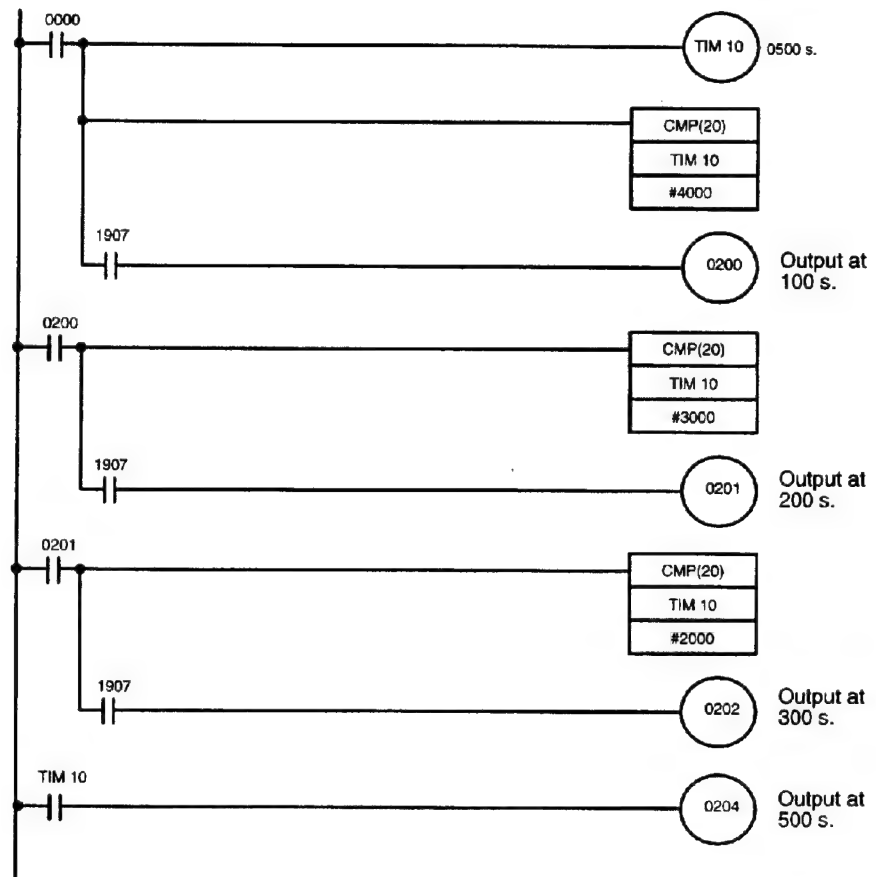 0000
TIM 10
0500 s.
CMP(20)
TIM 10
#4000
1907
0200
Output at
100 s.
0200
CMP(20)
TIM 10
#3000
1907
0201
Output at
200 s.
0201
CMP(20)
TIM 10
#2000
1907
0202
Output at
300 s.
TIM 10
0204
Output at
500 s.